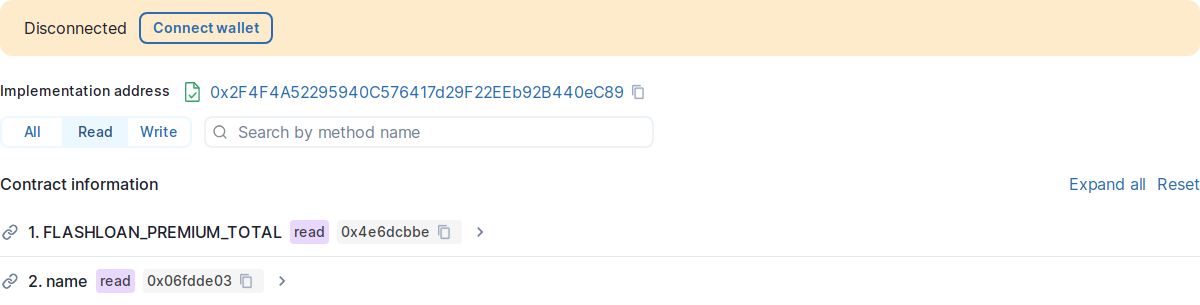 Disconnected Connect wallet
Implementation address 0x2F4F4A52295940C576417d29F22EEb92B440eC89
All Read Write Search by method name
Contract information Expand all Reset
1. FLASHLOAN_PREMIUM_TOTAL read 0x4e6dcbbe
2. name read 0x06fdde03